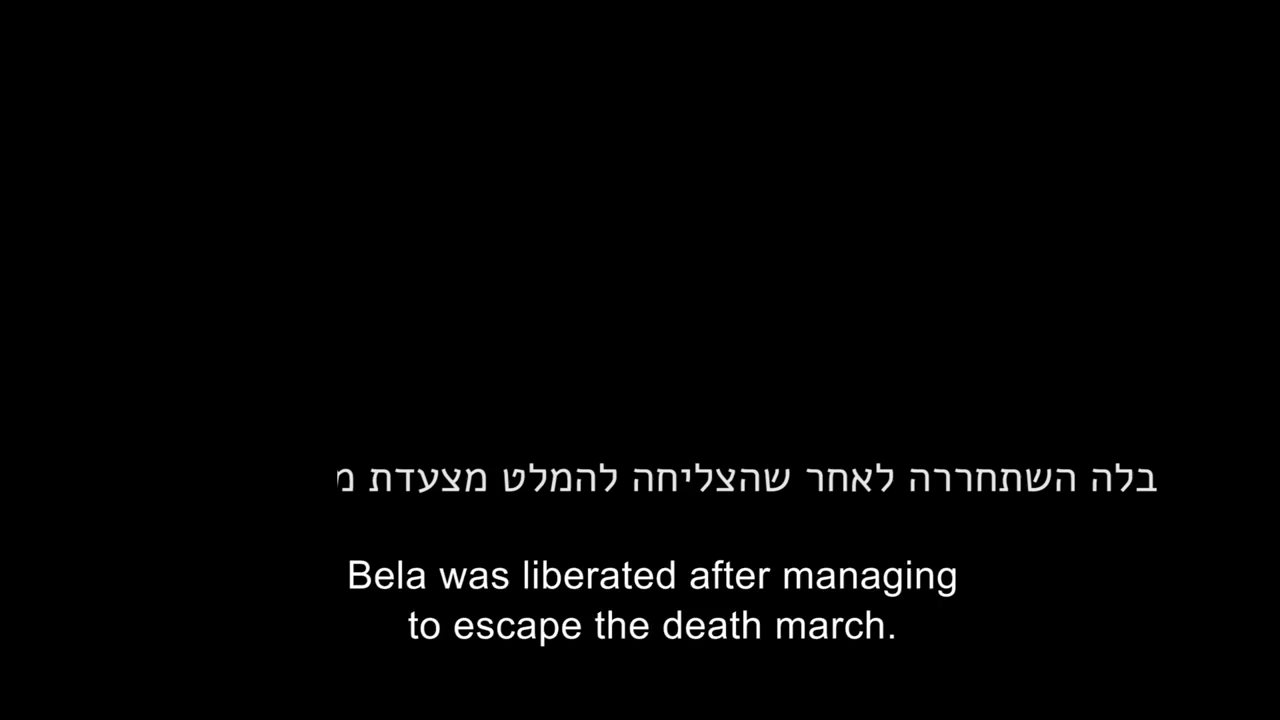 בלה השתחררה לאחר שהצליחה להמלט מצעדת
Bela was liberated after managing
to escape the death march.